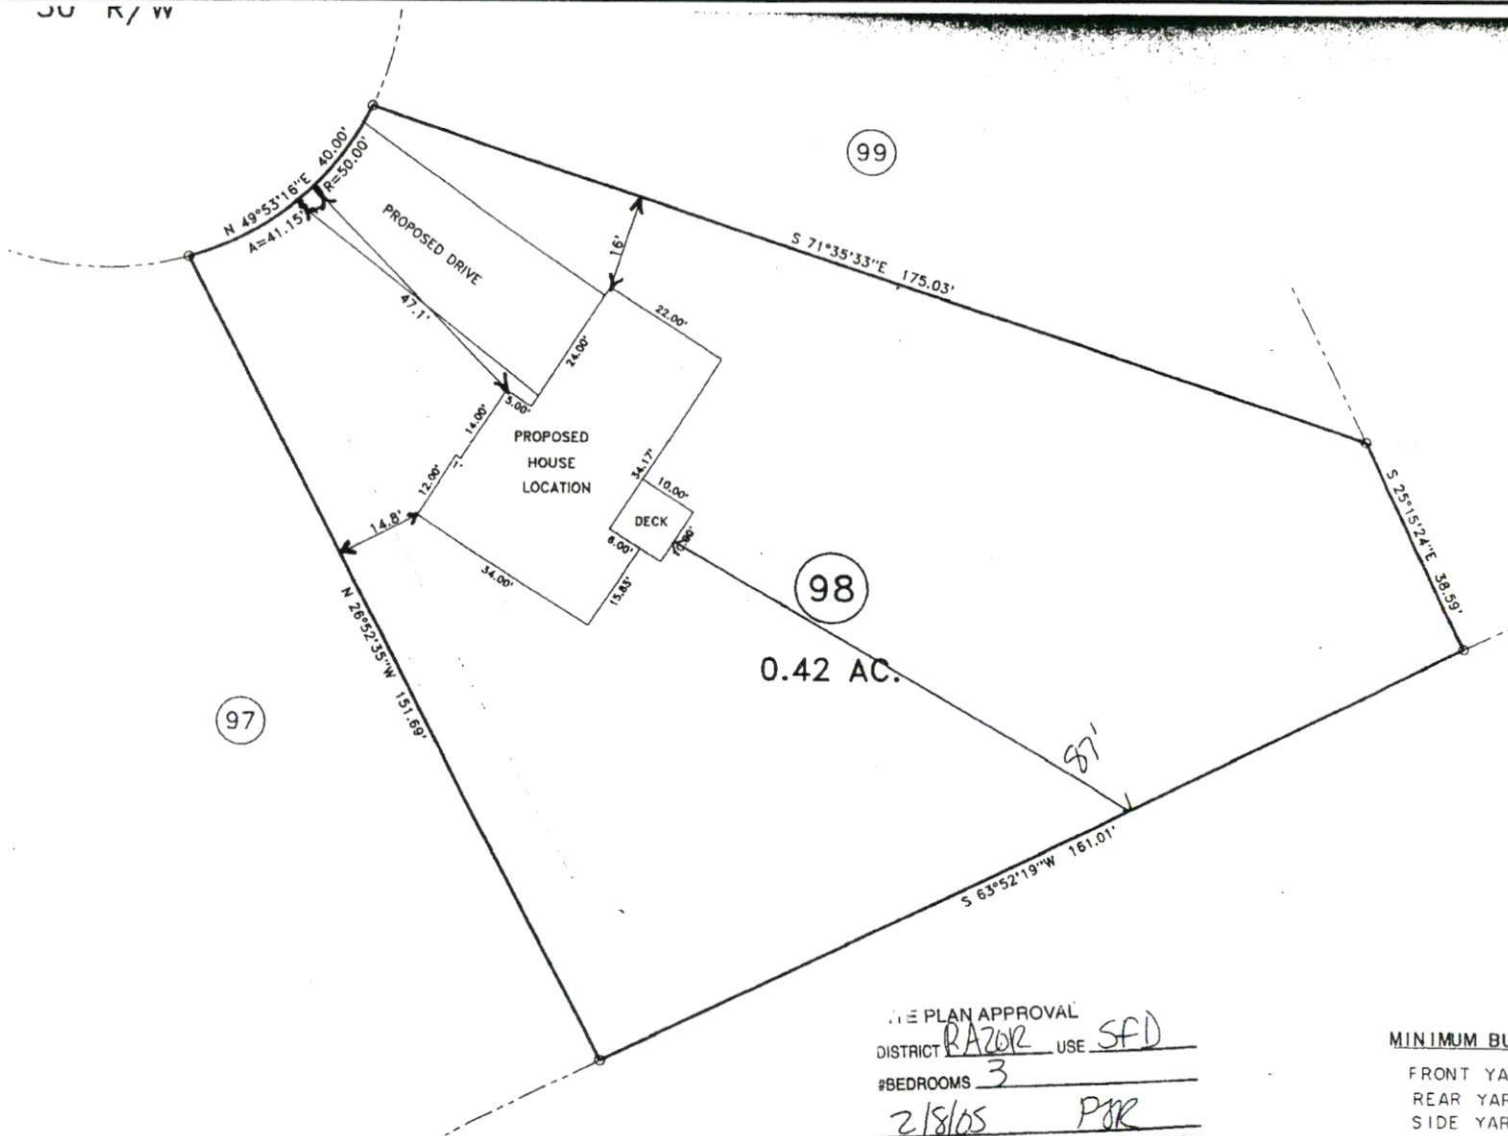 50' R/W
99
N 49°53'16"E 40.00'
R=50.00'
A=41.15'
PROPOSED DRIVE
16'
S 71°35'33"E 175.03'
47.1'
22.00'
24.00'
5.00'
14.00'
PROPOSED
HOUSE
LOCATION
12.00'
34.17'
10.00'
DECK
10.00'
14.8'
34.00'
15.83'
98
0.42 AC.
S 25°15'24"E 38.59'
N 26°52'35"W 151.69'
97
87'
S 63°52'19"W 161.01'
PLAN APPROVAL
DISTRICT RA20R USE SFD
#BEDROOMS 3
2/8/05
MINIMUM BU
FRONT YA
REAR YAR
SIDE YAR